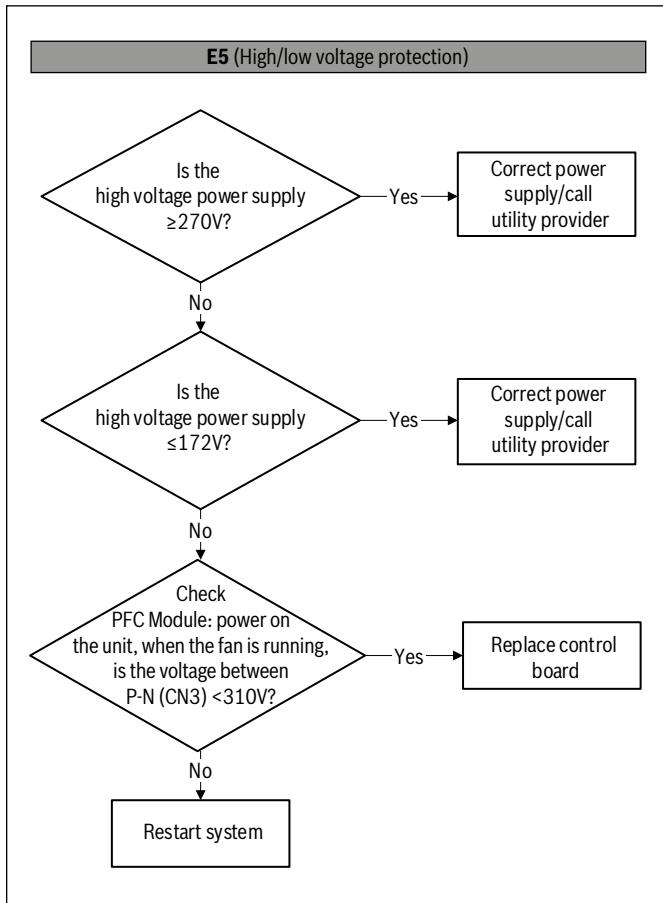 E5 (High/low voltage protection)
Is the
high voltage power supply
≥270V?
Yes
Correct power
supply/call
utility provider
No
Is the
high voltage power supply
≤172V?
Yes
Correct power
supply/call
utility provider
No
Check
PFC Module: power on
the unit, when the fan is running,
is the voltage between
P-N (CN3) <310V?
Yes
Replace control
board
No
Restart system